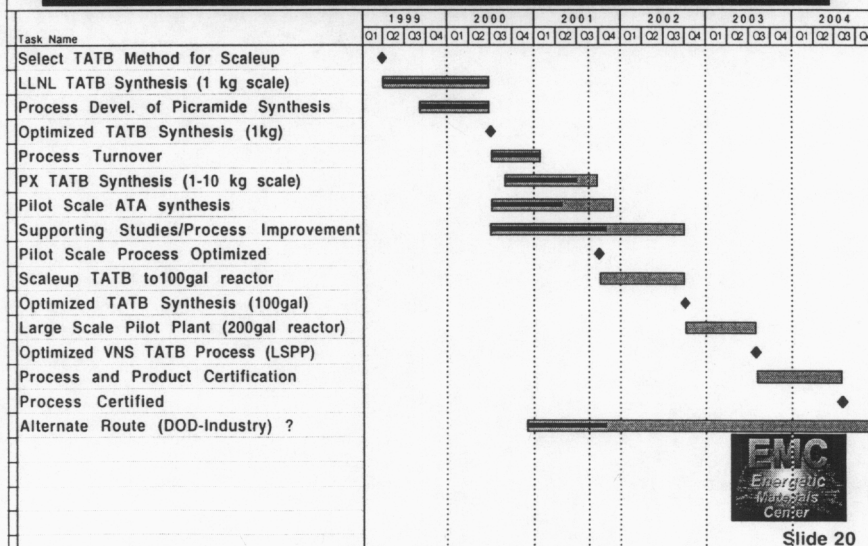 1999 2000 2001 2002 2003 2004
Task Name Q1 Q2 Q3 Q4 Q1 Q2 Q3 Q4 Q1 Q2 Q3 Q4 Q1 Q2 Q3 Q4 Q1 Q2 Q3 Q4 Q1 Q2 Q3
Select TATB Method for Scaleup
LLNL TATB Synthesis (1 kg scale)
Process Devel. of Picramide Synthesis
Optimized TATB Synthesis (1kg)
Process Turnover
PX TATB Synthesis (1-10 kg scale)
Pilot Scale ATA synthesis
Supporting Studies/Process Improvement
Pilot Scale Process Optimized
Scaleup TATB to100gal reactor
Optimized TATB Synthesis (100gal)
Large Scale Pilot Plant (200gal reactor)
Optimized VNS TATB Process (LSPP)
Process and Product Certification
Process Certified
Alternate Route (DOD-Industry) ?
EMC
Energetic
Materials
Center
Slide 20